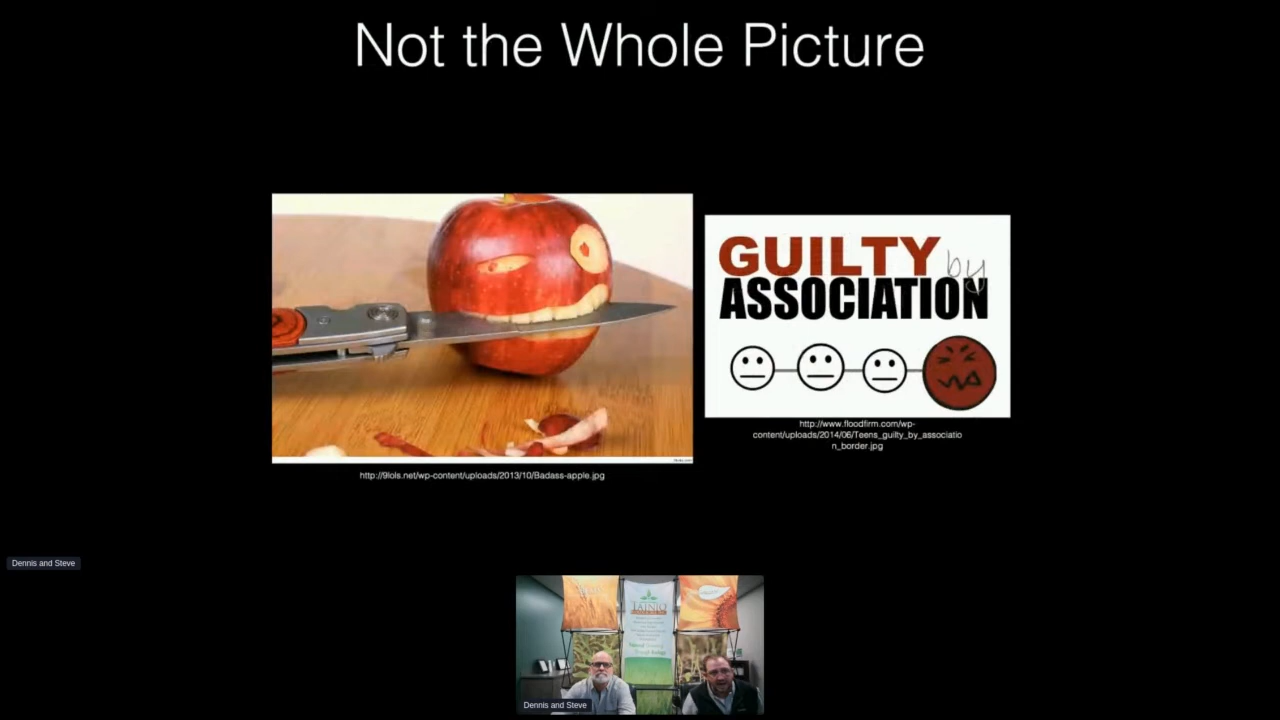 Not the Whole Picture
GUILTY by
ASSOCIATION
http://www.floodfirm.com/wp-
content/uploads/2014/06/Teens_guilty_by_associatio
n_border.jpg
http://9lols.net/wp-content/uploads/2013/10/Badass-apple.jpg
Dennis and Steve
TAINIO
Dennis and Steve